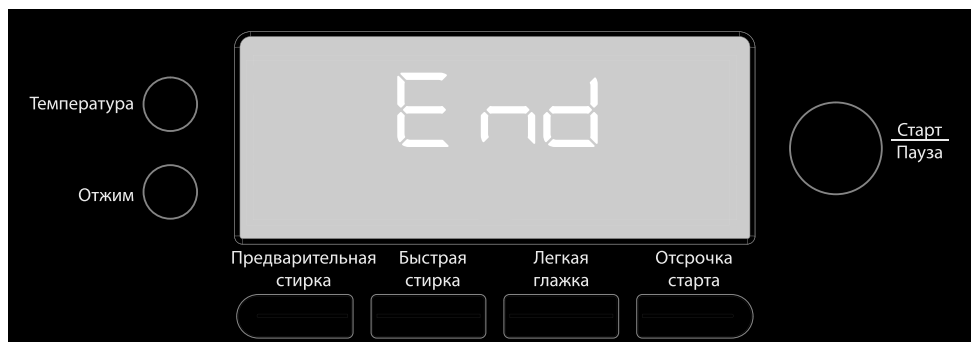 End
Температура
Отжим
Старт
Пауза
Предварительная
стирка
Быстрая
стирка
Легкая
глажка
Отсрочка
старта